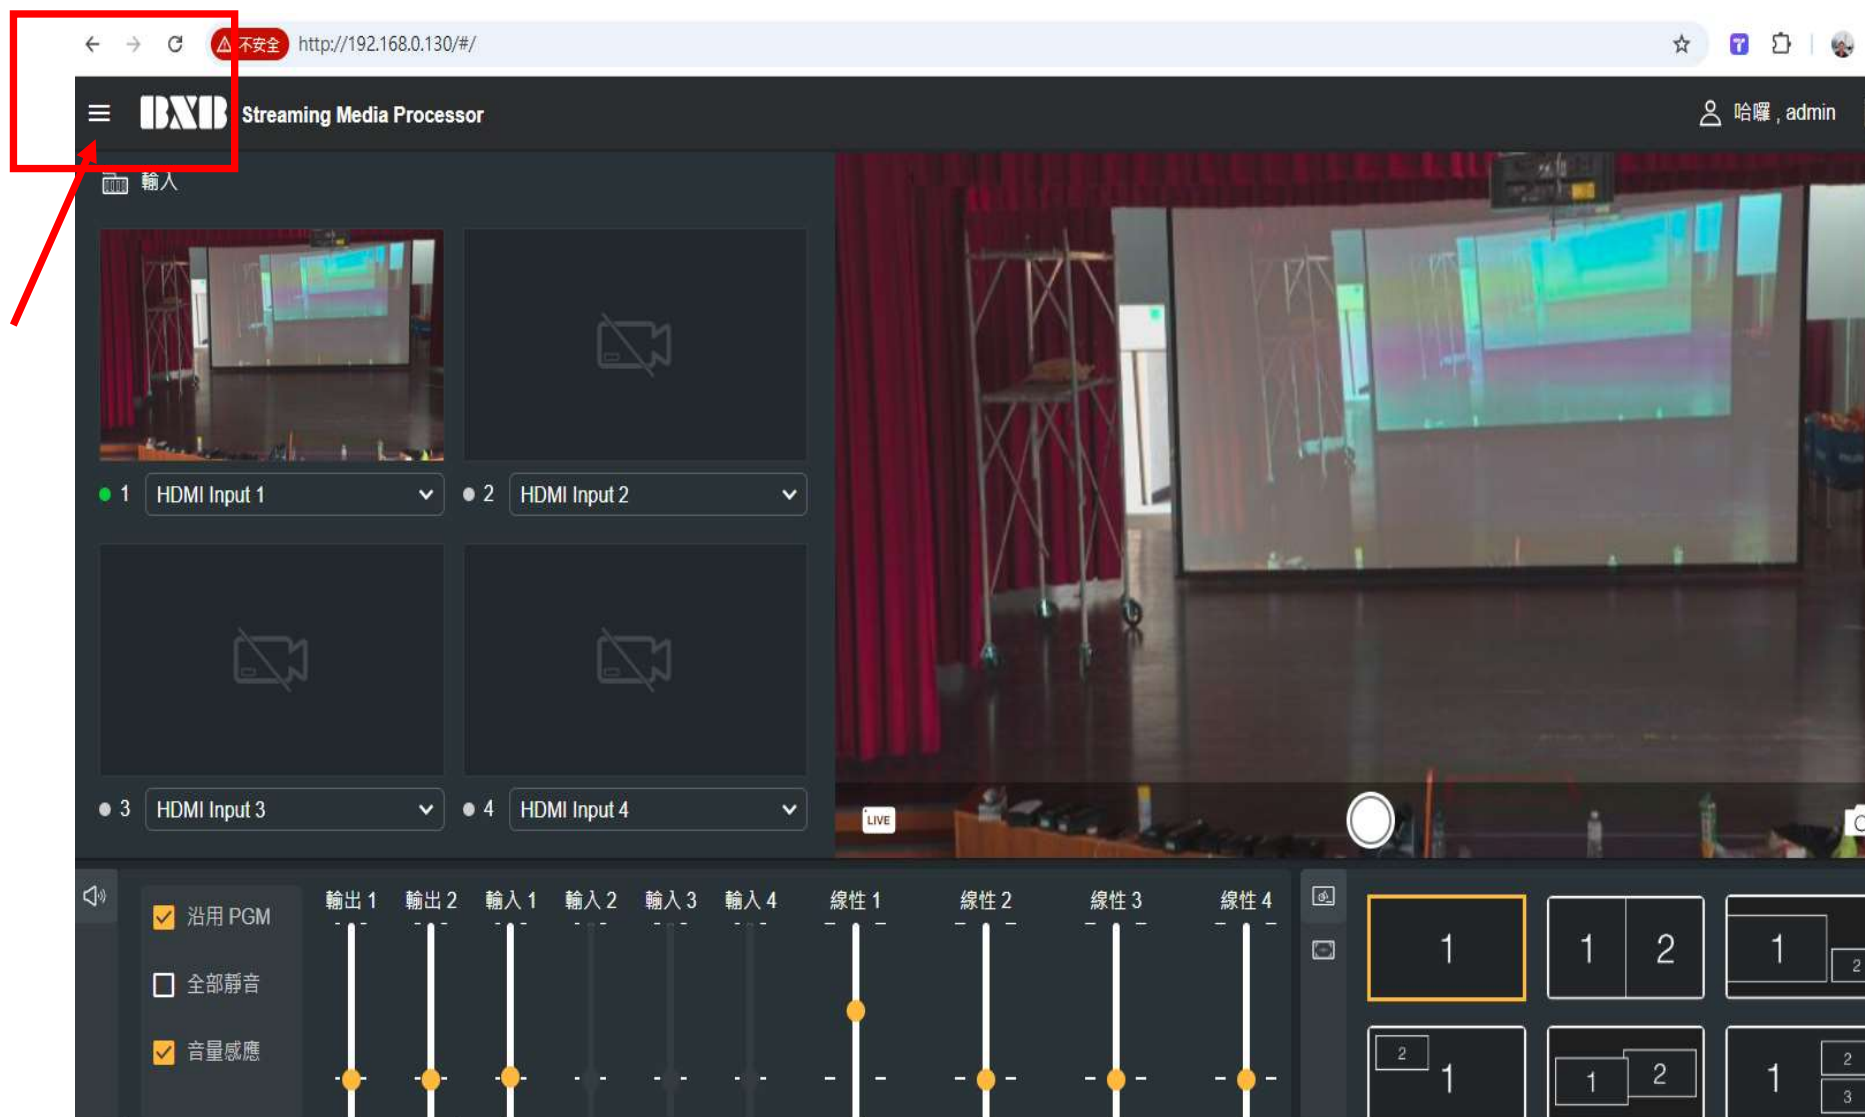 不安全 http://192.168.0.130/#/
BXB Streaming Media Processor
哈囉 , admin
輸入
1 HDMI Input 1
2 HDMI Input 2
3 HDMI Input 3
4 HDMI Input 4
LIVE
沿用 PGM
全部靜音
音量感應
輸出 1 輸出 2 輸入 1 輸入 2 輸入 3 輸入 4 線性 1 線性 2 線性 3 線性 4
1 1 2 1 2
2 1 1 2 1 2 3